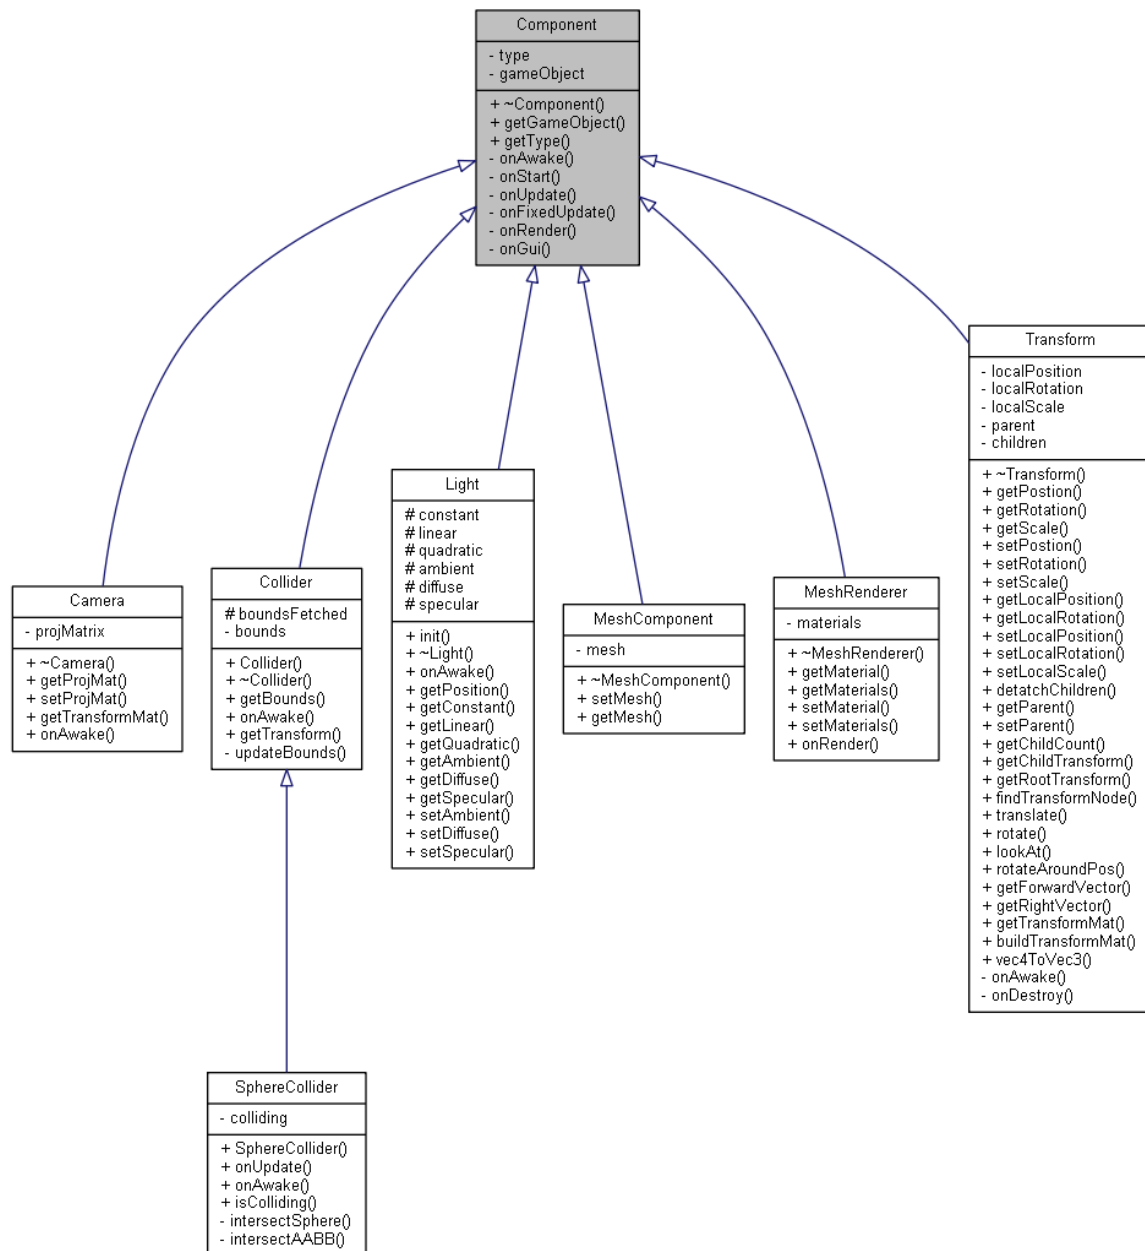 Component
- type
- gameObject
+ ~Component()
+ getGameObject()
+ getType()
- onAwake()
- onStart()
- onUpdate()
- onFixedUpdate()
- onRender()
- onGui()
Transform
- localPosition
- localRotation
- localScale
- parent
- children
+ ~Transform()
+ getPostion()
+ getRotation()
+ getScale()
+ setPostion()
+ setRotation()
+ setScale()
+ getLocalPosition()
+ getLocalRotation()
+ setLocalPosition()
+ setLocalRotation()
+ setLocalScale()
+ detatchChildren()
+ getParent()
+ setParent()
+ getChildCount()
+ getChildTransform()
+ getRootTransform()
+ findTransformNode()
+ translate()
+ rotate()
+ lookAt()
+ rotateAroundPos()
+ getForwardVector()
+ getRightVector()
+ getTransformMat()
+ buildTransformMat()
+ vec4ToVec3()
- onAwake()
- onDestroy()
Light
# constant
# linear
# quadratic
# ambient
# diffuse
# specular
+ init()
+ ~Light()
+ onAwake()
+ getPosition()
+ getConstant()
+ getLinear()
+ getQuadratic()
+ getAmbient()
+ getDiffuse()
+ getSpecular()
+ setAmbient()
+ setDiffuse()
+ setSpecular()
Camera
- projMatrix
+ ~Camera()
+ getProjMat()
+ setProjMat()
+ getTransformMat()
+ onAwake()
Collider
# boundsFetched
- bounds
+ Collider()
+ ~Collider()
+ getBounds()
+ onAwake()
+ getTransform()
- updateBounds()
MeshComponent
- mesh
+ ~MeshComponent()
+ setMesh()
+ getMesh()
MeshRenderer
- materials
+ ~MeshRenderer()
+ getMaterial()
+ getMaterials()
+ setMaterial()
+ setMaterials()
+ onRender()
SphereCollider
- colliding
+ SphereCollider()
+ onUpdate()
+ onAwake()
+ isColliding()
- intersectSphere()
- intersectAABB()